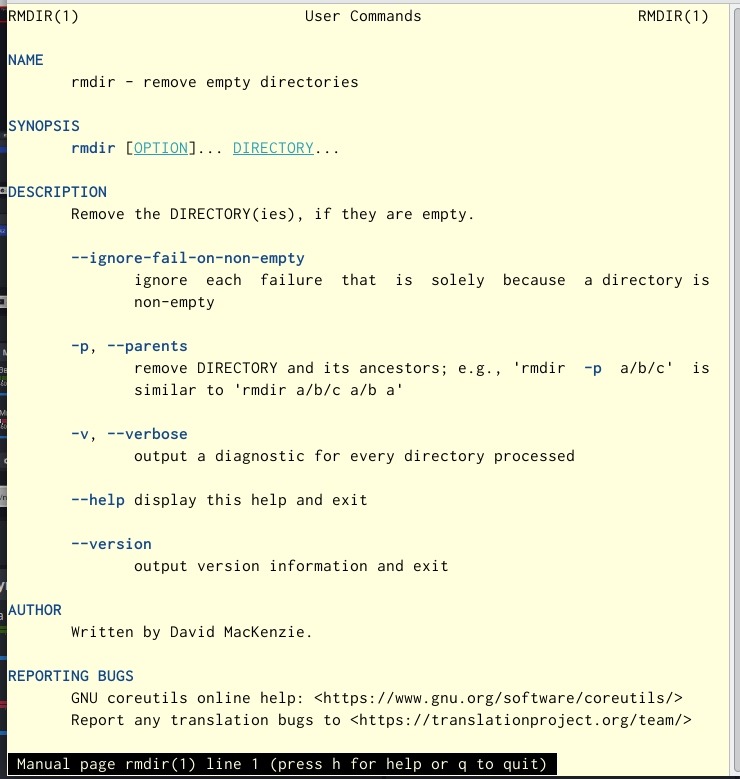 RMDIR(1) User Commands RMDIR(1)
NAME
rmdir - remove empty directories
SYNOPSIS
rmdir [OPTION]... DIRECTORY...
DESCRIPTION
Remove the DIRECTORY(ies), if they are empty.
--ignore-fail-on-non-empty
ignore each failure that is solely because a directory is
non-empty
-p, --parents
remove DIRECTORY and its ancestors; e.g., 'rmdir -p a/b/c' is
similar to 'rmdir a/b/c a/b a'
-v, --verbose
output a diagnostic for every directory processed
--help display this help and exit
--version
output version information and exit
AUTHOR
Written by David MacKenzie.
REPORTING BUGS
GNU coreutils online help: <https://www.gnu.org/software/coreutils/>
Report any translation bugs to <https://translationproject.org/team/>
Manual page rmdir(1) line 1 (press h for help or q to quit)